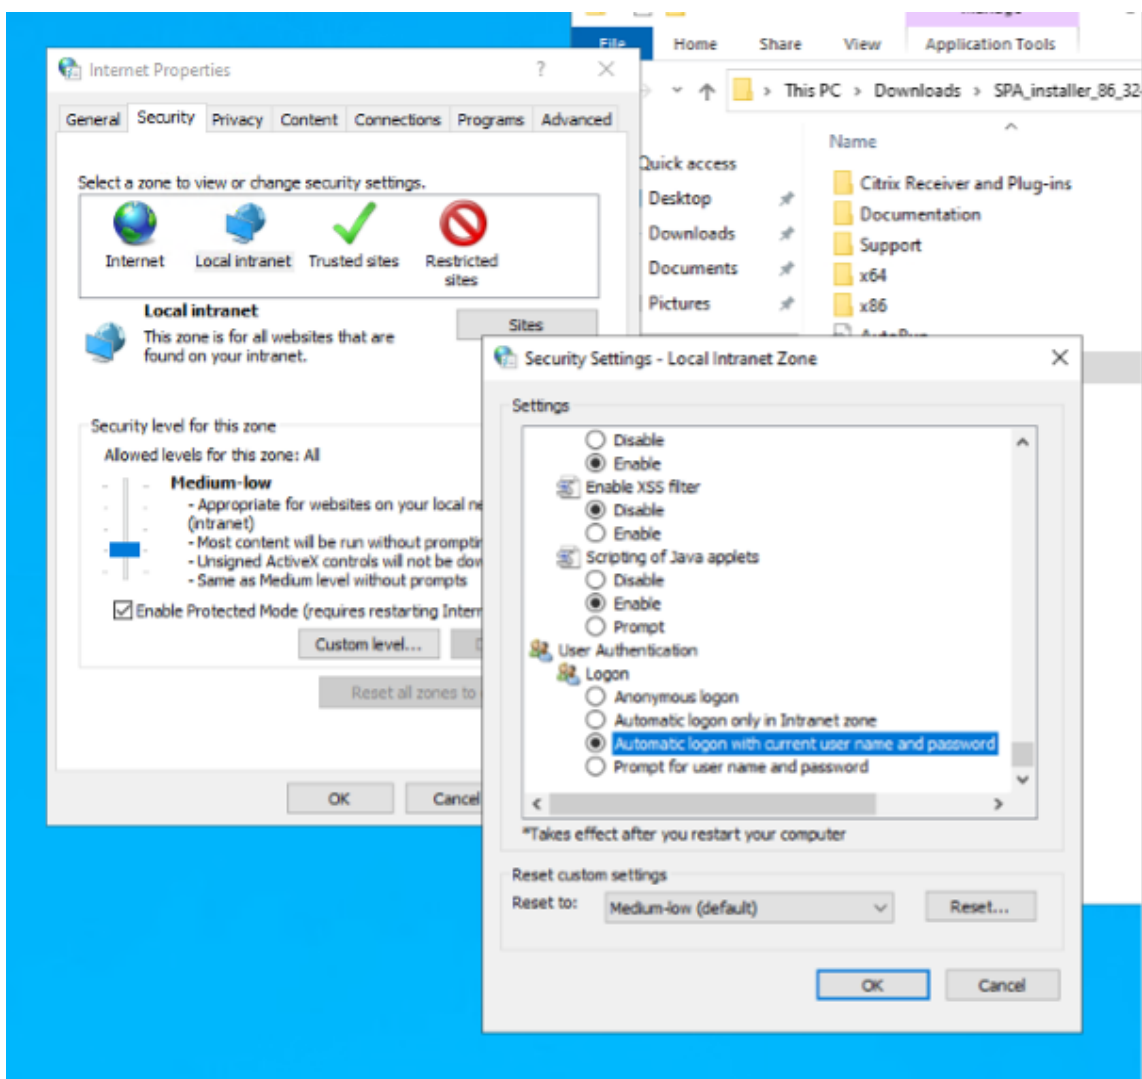 File
Home
Share
View
Application Tools
This PC > Downloads > SPA_installer_86_32
Name
Quick access
Desktop
Downloads
Documents
Pictures
Citrix Receiver and Plug-ins
Documentation
Support
x64
x86
Internet Properties
?
General Security Privacy Content Connections Programs Advanced
Select a zone to view or change security settings.
Internet
Local intranet
Trusted sites
Restricted
sites
Local intranet
Sites
This zone is for all websites that are
found on your intranet.
Security level for this zone
Allowed levels for this zone: All
Medium-low
- Appropriate for websites on your local
(intranet)
- Most content will be run without
- Unsigned ActiveX controls will not be
- Same as Medium level without prompts
Enable Protected Mode (requires restarting
Custom level...
Reset all zones to
OK
Cancel
Security Settings - Local Intranet Zone
Settings
Disable
Enable
Enable XSS filter
Disable
Enable
Scripting of Java applets
Disable
Enable
Prompt
User Authentication
Logon
Anonymous logon
Automatic logon only in Intranet zone
Automatic logon with current user name and password
Prompt for user name and password
*Takes effect after you restart your computer
Reset custom settings
Reset to:
Medium-low (default)
Reset...
OK
Cancel